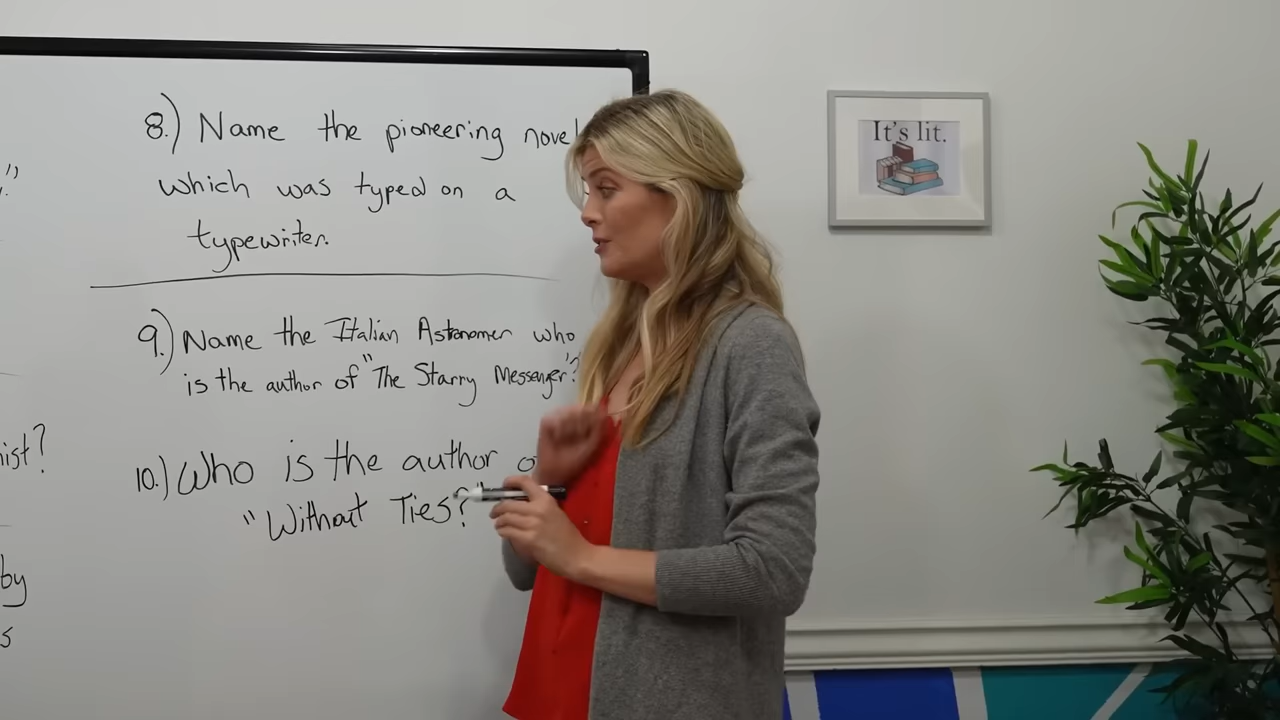 8.) Name the pioneering novel
which was typed on a
typewriter.
9.) Name the Italian Astronomer who
is the author of "The Starry Messenger"?
10.) Who is the author
"Without Ties?"
by
It's lit.